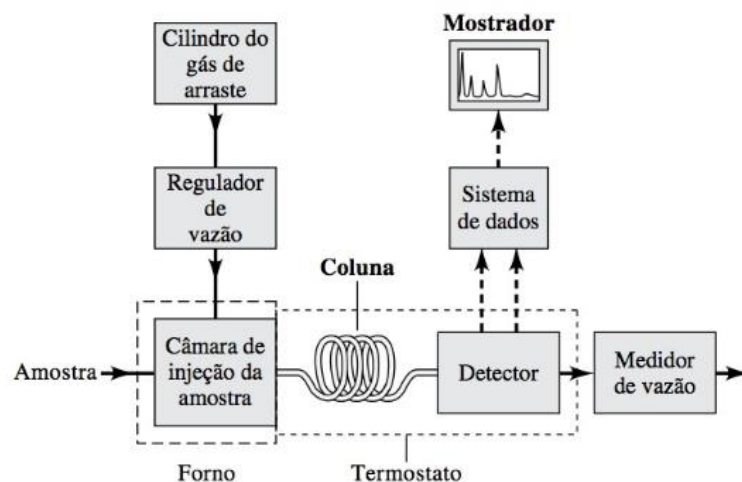 Mostrador
Cilindro do
gás de
arraste
Regulador
de
vazão
Sistema
de dados
Coluna
Amostra
Câmara de
injeção da
amostra
Detector
Medidor
de vazão
Forno
Termostato